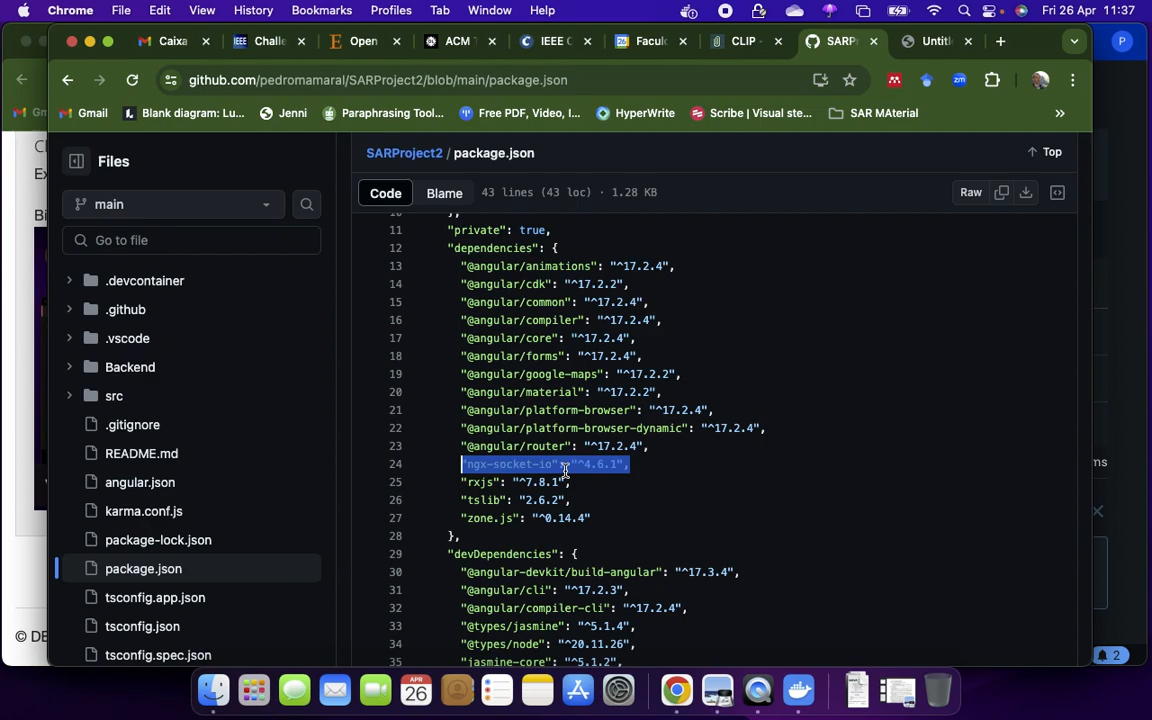 Chrome File Edit View History Bookmarks Profiles Tab Window Help Fri 26 Apr 11:37
Caixa Challe Open ACM T IEEE C Facul CLIP - SARP Untitl
github.com/pedromamaral/SARProject2/blob/main/package.json
Gmail Blank diagram: Lu... Jenni Paraphrasing Tool... Free PDF, Video, I... HyperWrite Scribe | Visual ste... SAR MAterial »
Files
SARProject2 / package.json
Top
Code Blame 43 lines (43 loc) · 1.28 KB Raw
main
Go to file
.devcontainer
.github
.vscode
Backend
src
.gitignore
README.md
angular.json
karma.conf.js
package-lock.json
package.json
tsconfig.app.json
tsconfig.json
tsconfig.spec.json
11 "private": true,
12 "dependencies": {
13 "@angular/animations": "^17.2.4",
14 "@angular/cdk": "^17.2.2",
15 "@angular/common": "^17.2.4",
16 "@angular/compiler": "^17.2.4",
17 "@angular/core": "^17.2.4",
18 "@angular/forms": "^17.2.4",
19 "@angular/google-maps": "^17.2.2",
20 "@angular/material": "^17.2.2",
21 "@angular/platform-browser": "^17.2.4",
22 "@angular/platform-browser-dynamic": "^17.2.4",
23 "@angular/router": "^17.2.4",
24 "ngx-socket-io": "^4.6.1",
25 "rxjs": "^7.8.1",
26 "tslib": "2.6.2",
27 "zone.js": "^0.14.4"
28 },
29 "devDependencies": {
30 "@angular-devkit/build-angular": "^17.3.4",
31 "@angular/cli": "^17.2.3",
32 "@angular/compiler-cli": "^17.2.4",
33 "@types/jasmine": "^5.1.4",
34 "@types/node": "^20.11.26",
35 "jasmine-core": "^5.1.2",
P
ms
2
© DE
APR
26